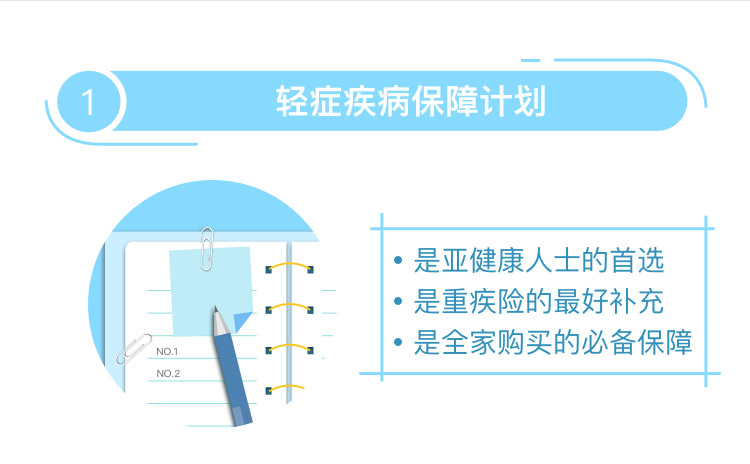 1
轻症疾病保障计划
• 是亚健康人士的首选
• 是重疾险的最好补充
• 是全家购买的必备保障
NO.1
NO.2